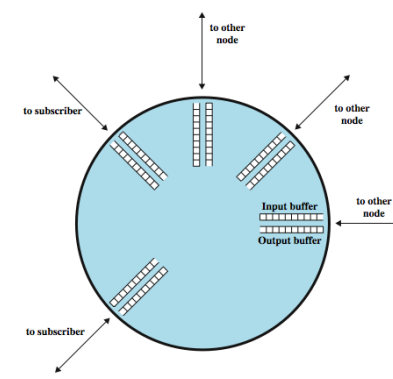 to other
node
to subscriber
to other
node
Input buffer
Output buffer
to other
node
to subscriber